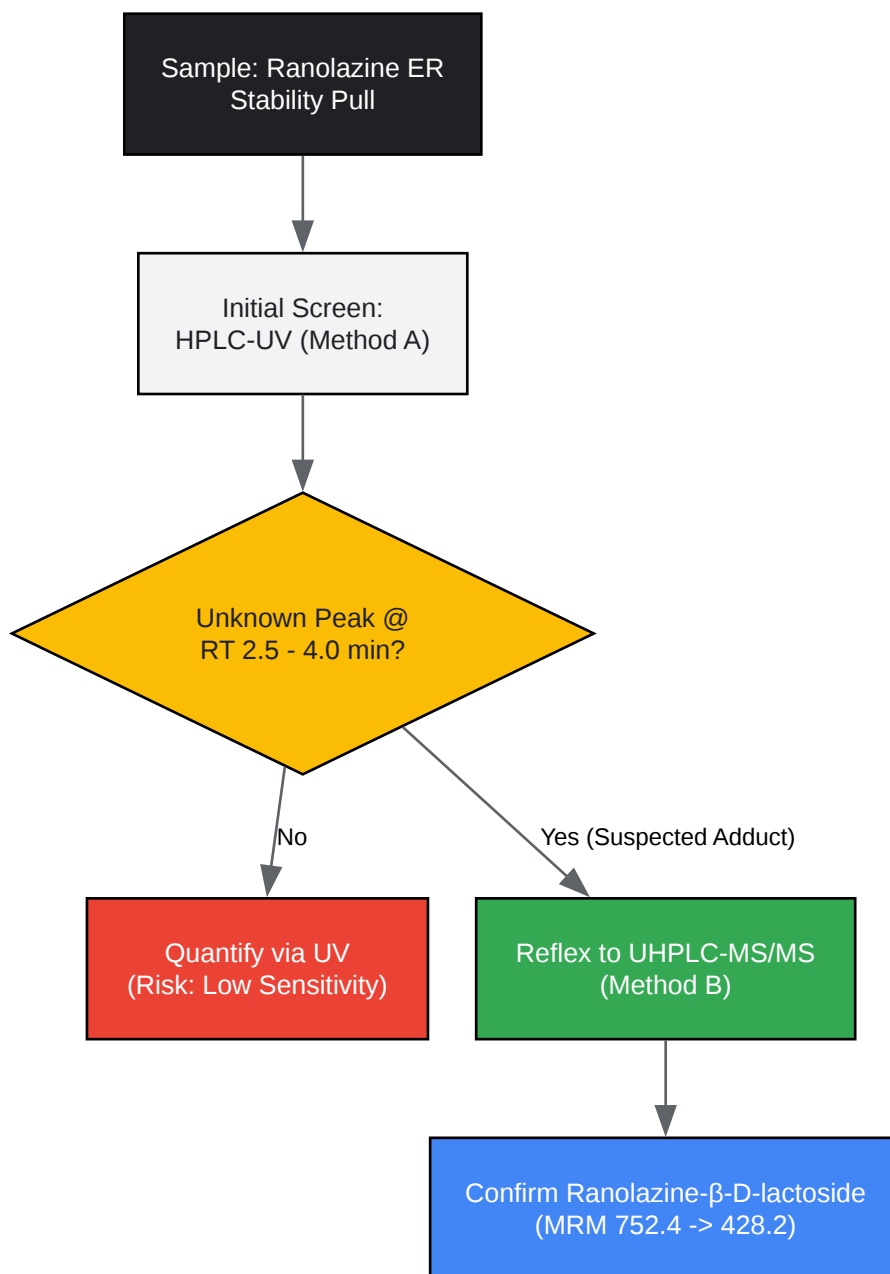 Sample: Ranolazine ER
Stability Pull
Initial Screen:
HPLC-UV (Method A)
Unknown Peak @
RT 2.5 - 4.0 min?
No
Yes (Suspected Adduct)
Quantify via UV
(Risk: Low Sensitivity)
Reflex to UHPLC-MS/MS
(Method B)
Confirm Ranolazine-β-D-lactoside
(MRM 752.4 -> 428.2)